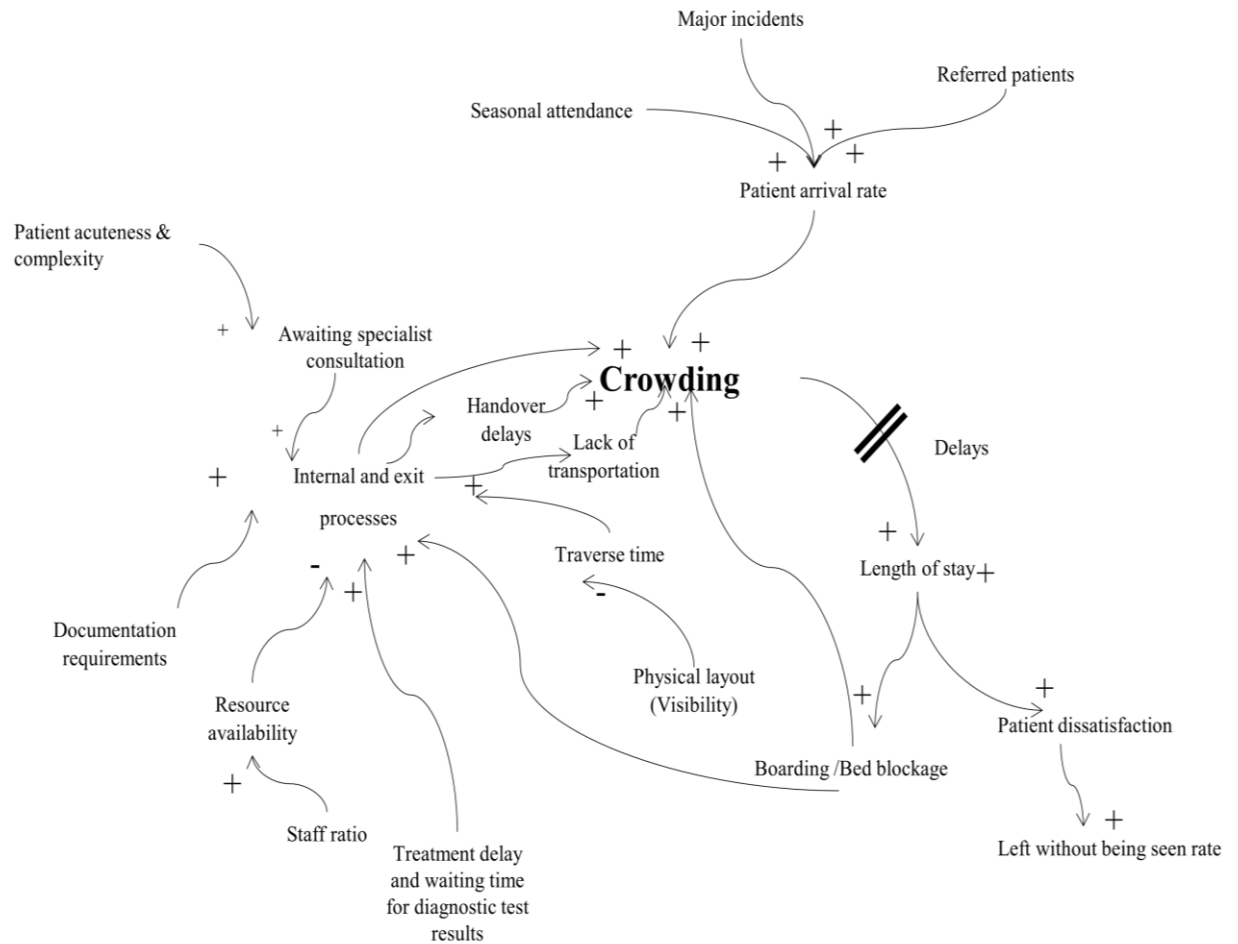 Major incidents
Referred patients
Seasonal attendance
+
+
+
Patient arrival rate
Patient acuteness &
complexity
+
Awaiting specialist
consultation
+
+
+
Crowding
Handover
delays
+
+
Lack of
transportation
Delays
+
Internal and exit
processes
+
+
-
+
+
Traverse time
-
+
Length of stay+
Documentation
requirements
Physical layout
(Visibility)
Resource
availability
+
+
Patient dissatisfaction
Boarding /Bed blockage
+
Staff ratio
+
Left without being seen rate
Treatment delay
and waiting time
for diagnostic test
results